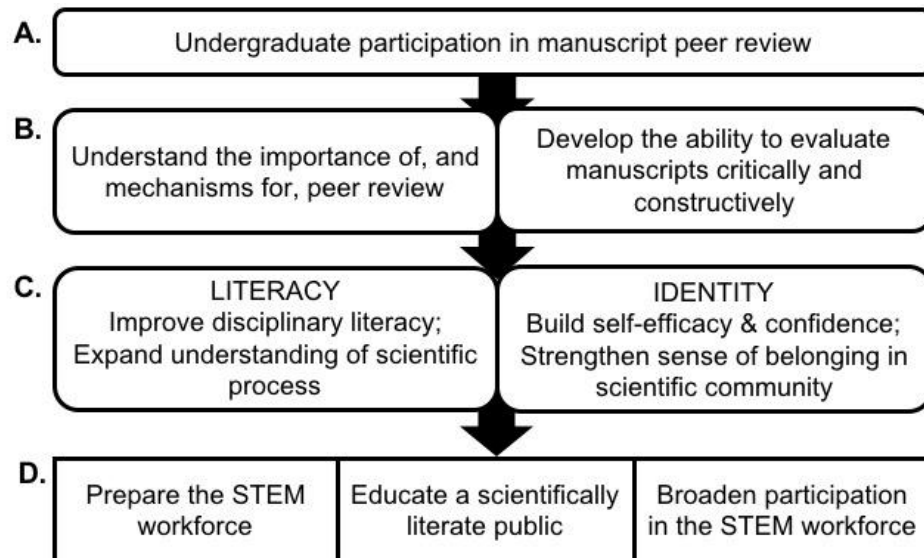 A.
Undergraduate participation in manuscript peer review
B.
Understand the importance of, and
mechanisms for, peer review
Develop the ability to evaluate
manuscripts critically and
constructively
C.
LITERACY
Improve disciplinary literacy;
Expand understanding of scientific
process
IDENTITY
Build self-efficacy & confidence;
Strengthen sense of belonging in
scientific community
D.
Prepare the STEM
workforce
Educate a scientifically
literate public
Broaden participation
in the STEM workforce